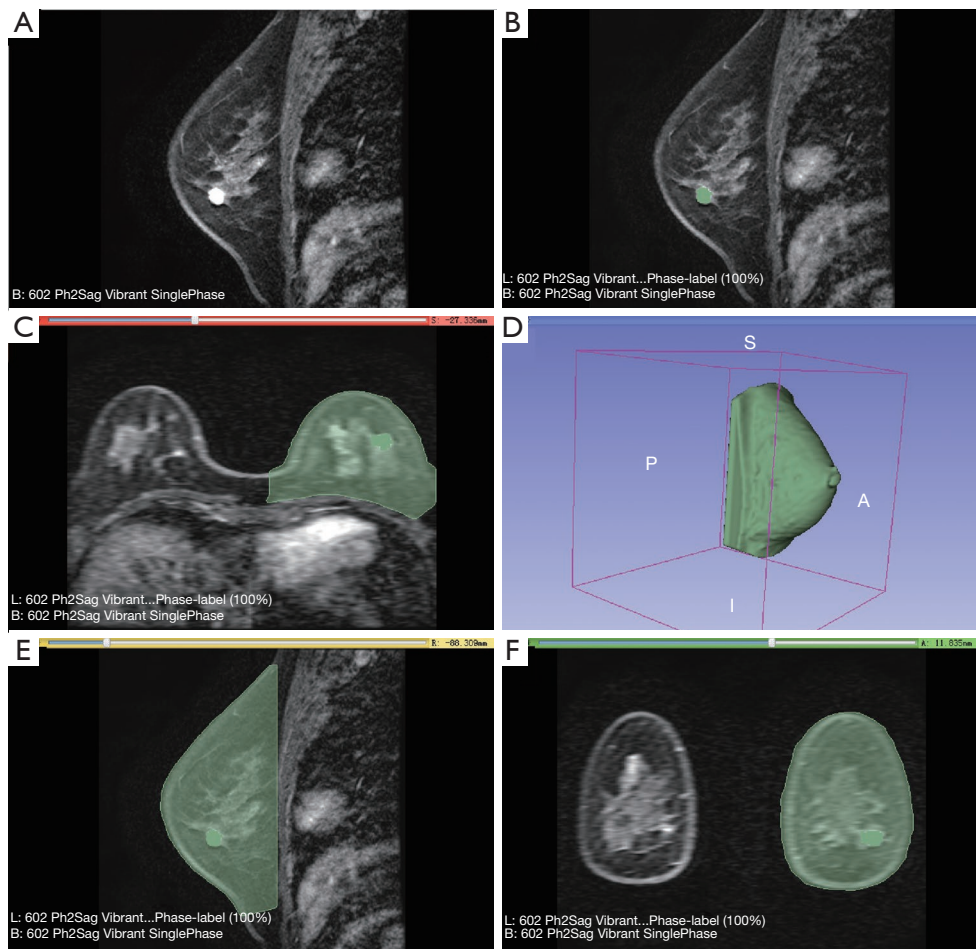 A
B: 602 Ph2Sag Vibrant SinglePhase
B
L: 602 Ph2Sag Vibrant...Phase-label (100%)
B: 602 Ph2Sag Vibrant SinglePhase
C
S: -27.336mm
L: 602 Ph2Sag Vibrant...Phase-label (100%)
B: 602 Ph2Sag Vibrant SinglePhase
D
S
P
A
I
E
R: -88.309mm
L: 602 Ph2Sag Vibrant...Phase-label (100%)
B: 602 Ph2Sag Vibrant SinglePhase
F
A: 11.835mm
L: 602 Ph2Sag Vibrant...Phase-label (100%)
B: 602 Ph2Sag Vibrant SinglePhase